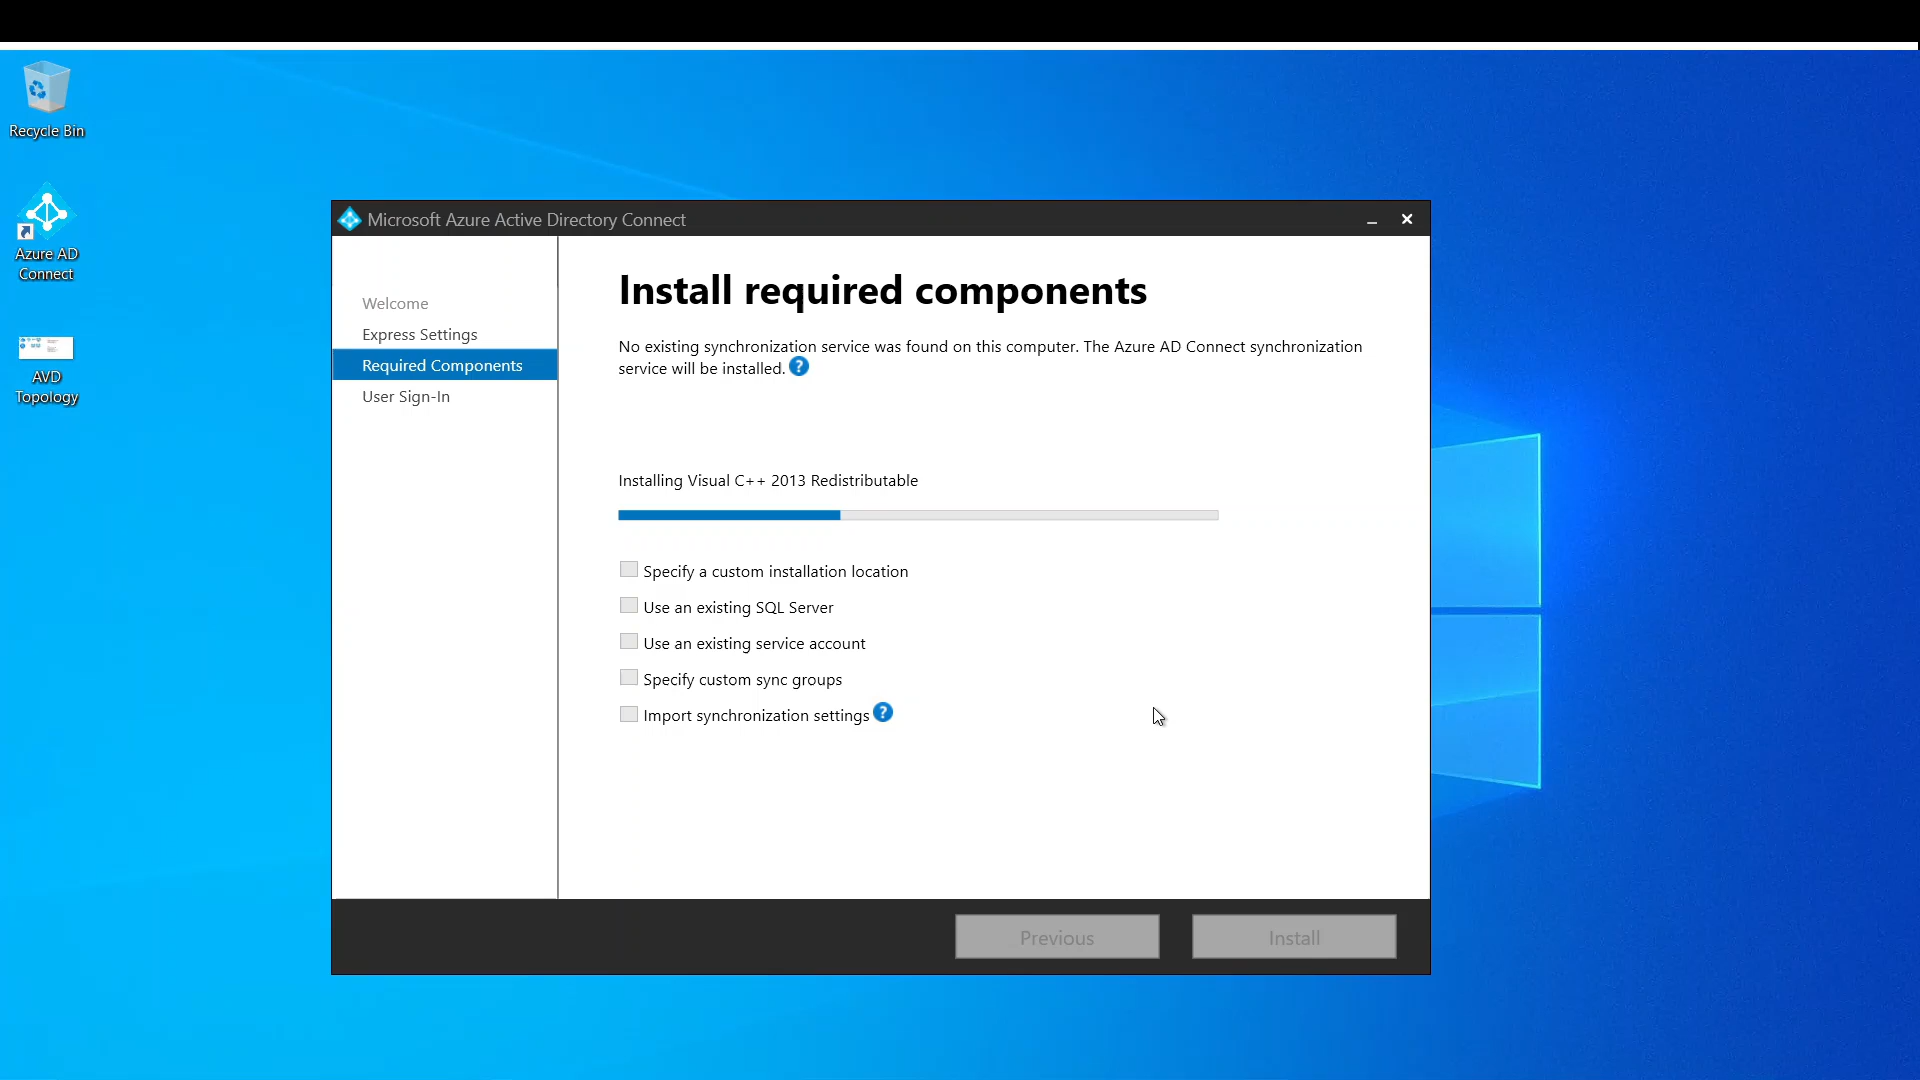 Recycle Bin
Azure AD
Connect
AVD
Topology
Microsoft Azure Active Directory Connect
Welcome
Express Settings
Required Components
User Sign-In
Install required components
No existing synchronization service was found on this computer. The Azure AD Connect synchronization
service will be installed. ?
Installing Visual C++ 2013 Redistributable
Specify a custom installation location
Use an existing SQL Server
Use an existing service account
Specify custom sync groups
Import synchronization settings ?
Previous
Install